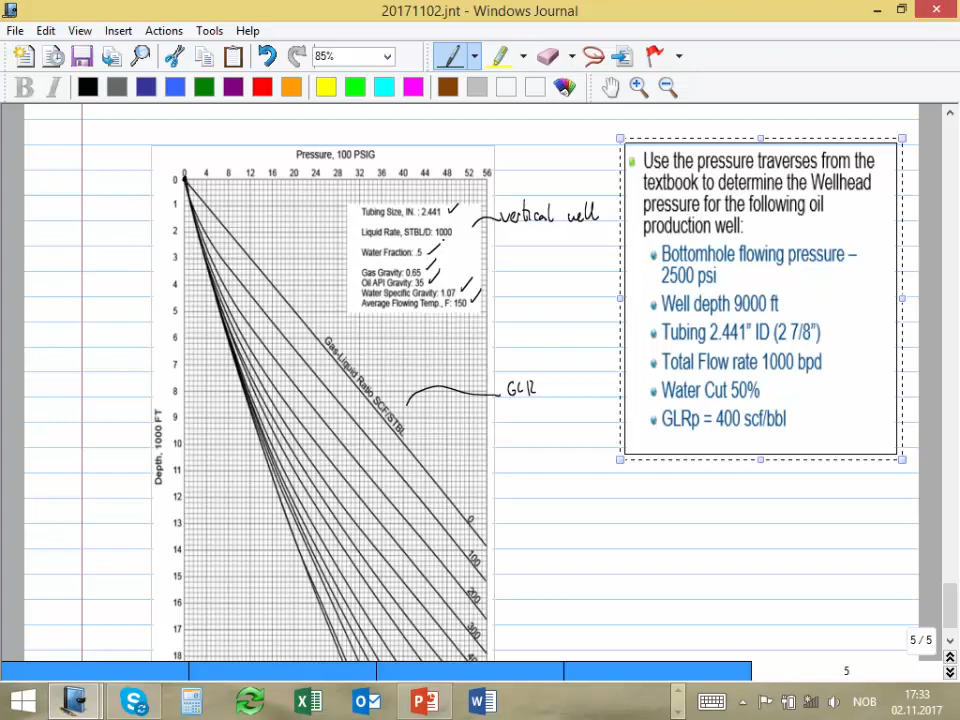 20171102.jnt - Windows Journal
File Edit View Insert Actions Tools Help
85%
B I
Pressure, 100 PSIG
0 4 8 12 16 20 24 28 32 36 40 44 48 52 56
0
1
2
3
4
5
6
7
8
9
10
11
12
13
14
15
16
17
18
Depth, 1000 FT
Tubing Size, IN. : 2.441
Liquid Rate, STBL/D: 1000
Water Fraction: .5
Gas Gravity: 0.65
Oil API Gravity: 35
Water Specific Gravity: 1.07
Average Flowing Temp., F: 150
vertical well
Gas-Liquid Ratio SCF/STBL
GLR
0
100
200
300
Use the pressure traverses from the
textbook to determine the Wellhead
pressure for the following oil
production well:
Bottomhole flowing pressure –
2500 psi
Well depth 9000 ft
Tubing 2.441” ID (2 7/8”)
Total Flow rate 1000 bpd
Water Cut 50%
GLRp = 400 scf/bbl
5 / 5
5
NOB
17:33
02.11.2017